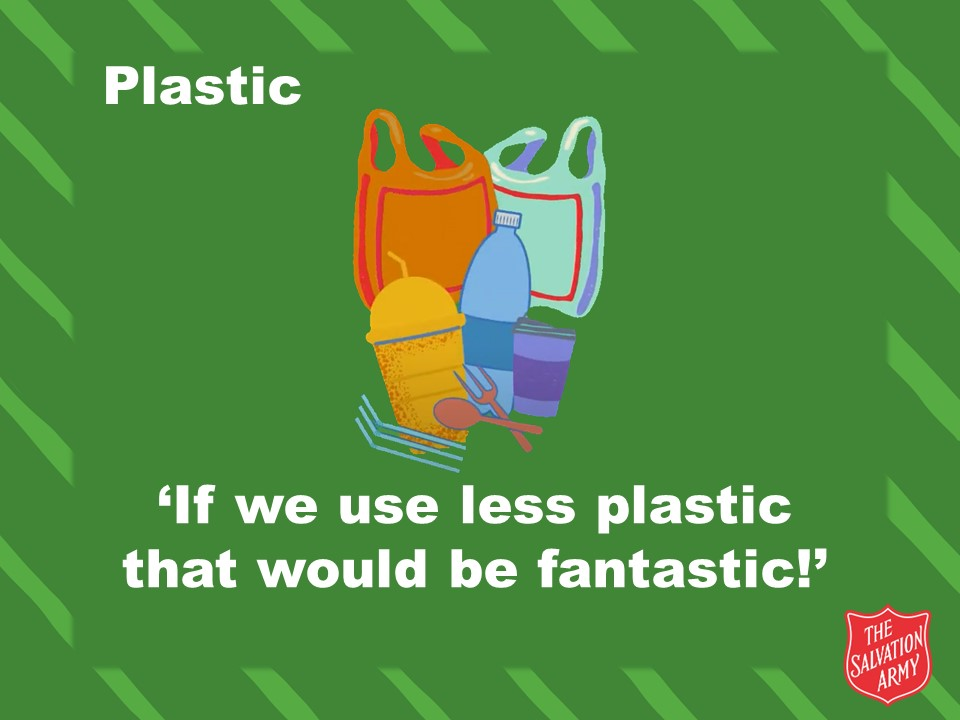 Plastic
‘If we use less plastic
that would be fantastic!’
THE
SALVATION
ARMY